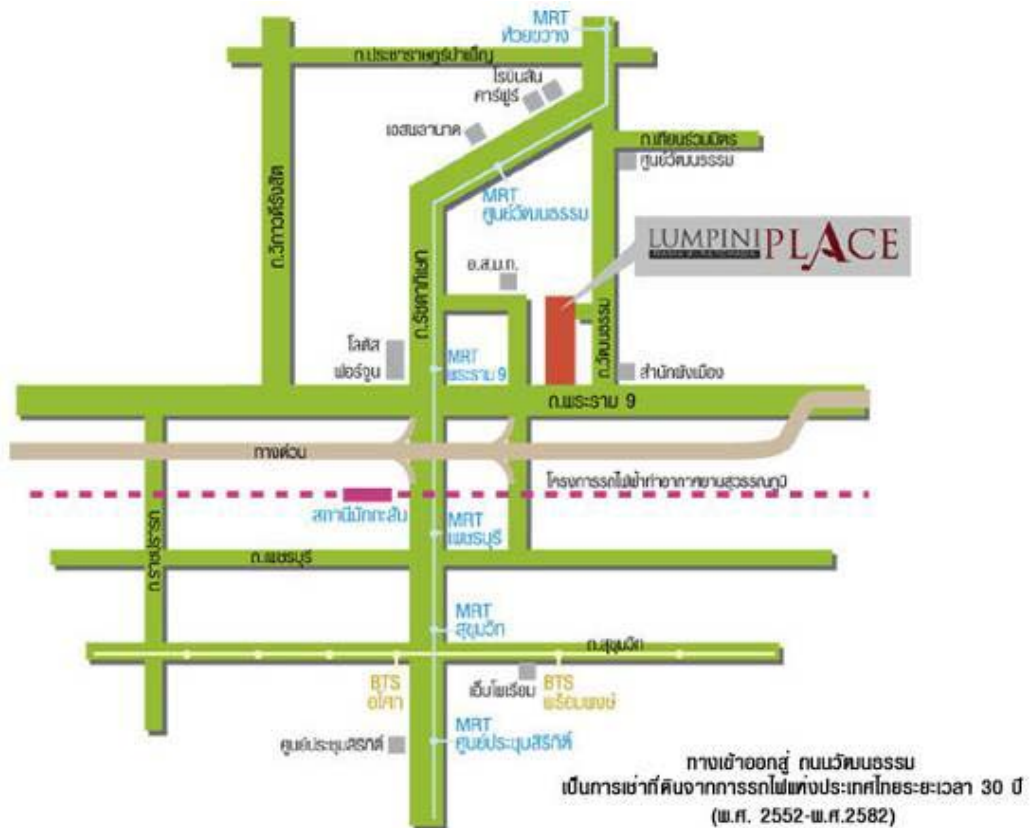 MRT
ห้วยขวาง
ถ.ประชาราษฎร์บำเพ็ญ
โรบินสัน
คาร์ฟูร์
เอสพลานาด
ถ.เทียนร่วมมิตร
ศูนย์วัฒนธรรม
MRT
ศูนย์วัฒนธรรม
ถ.วิภาวดีรังสิต
LUMPINI PLACE
อ.ส.ม.ท.
ถ.รัชดาภิเษก
ถ.วัฒนธรรม
โลตัส
ฟอร์จูน
MRT
พระราม 9
สำนักผังเมือง
ถ.พระราม 9
ทางด่วน
โครงการรถไฟฟ้าท่าอากาศยานสุวรรณภูมิ
สถานีมักกะสัน
MRT
เพชรบุรี
ถ.ราชปรารภ
ถ.เพชรบุรี
MRT
สุขุมวิท
ถ.สุขุมวิท
BTS
อโศก
เอ็มโพเรียม
BTS
พร้อมพงษ์
ศูนย์ประชุมสิริกิติ์
MRT
ศูนย์ประชุมสิริกิติ์
ทางเข้าออกสู่ ถนนวัฒนธรรม
เป็นการเช่าที่ดินจากการรถไฟแห่งประเทศไทยระยะเวลา 30 ปี
(พ.ศ. 2552-พ.ศ.2582)